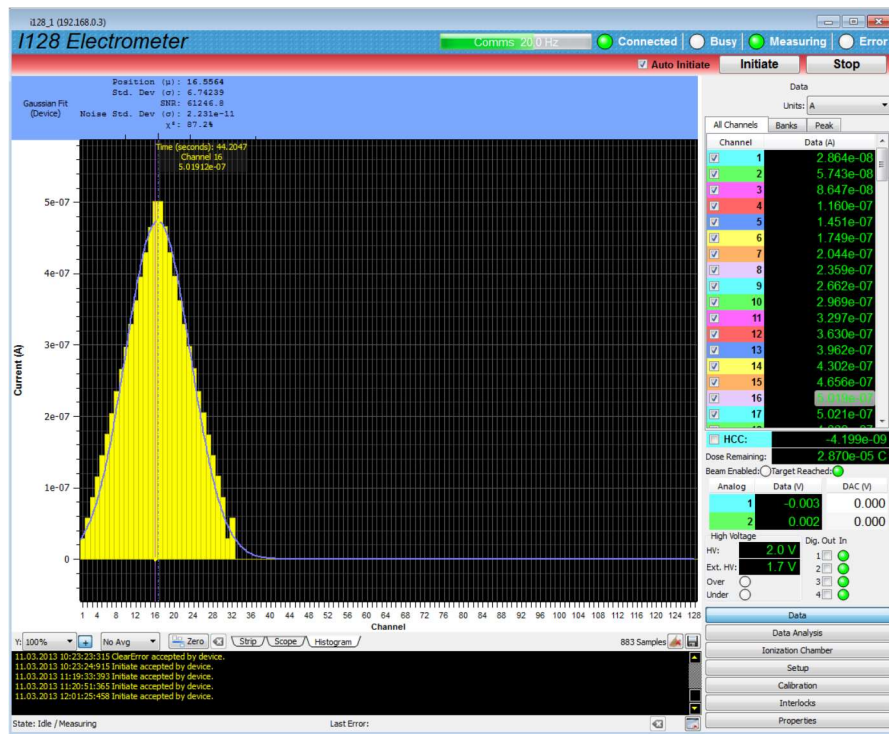 i128_1 (192.168.0.3)
I128 Electrometer
Comms 20.0 Hz
Connected
Busy
Measuring
Error
Auto Initiate
Initiate
Stop
Gaussian Fit
(Device)
Position (μ): 16.5564
Std. Dev (σ): 6.74239
SNR: 61246.8
Noise Std. Dev (σ): 2.231e-11
χ²: 87.2%
Time (seconds): 44.2047
Channel 16
5.01912e-07
Current (A)
5e-07
4e-07
3e-07
2e-07
1e-07
0
1 4 8 12 16 20 24 28 32 36 40 44 48 52 56 60 64 68 72 76 80 84 88 92 96 100 104 108 112 116 120 124 128
Channel
Y: 100%
No Avg
Zero
Strip
Scope
Histogram
883 Samples
11.03.2013 10:23:23:315 ClearError accepted by device.
11.03.2013 10:23:24:915 Initiate accepted by device.
11.03.2013 11:19:33:393 Initiate accepted by device.
11.03.2013 11:20:51:365 Initiate accepted by device.
11.03.2013 12:01:25:458 Initiate accepted by device.
State: Idle / Measuring
Last Error:
Data
Units: A
All Channels
Banks
Peak
Channel Data (A)
1 2.864e-08
2 5.743e-08
3 8.647e-08
4 1.160e-07
5 1.451e-07
6 1.749e-07
7 2.044e-07
8 2.359e-07
9 2.662e-07
10 2.969e-07
11 3.297e-07
12 3.630e-07
13 3.962e-07
14 4.302e-07
15 4.656e-07
16 5.019e-07
17 5.021e-07
HCC: -4.199e-09
Dose Remaining: 2.870e-05 C
Beam Enabled:
Target Reached:
Analog Data (V) DAC (V)
1 -0.003 0.000
2 0.002 0.000
High Voltage
HV: 2.0 V
Ext. HV: 1.7 V
Over
Under
Dig. Out In
1
2
3
4
Data
Data Analysis
Ionization Chamber
Setup
Calibration
Interlocks
Properties